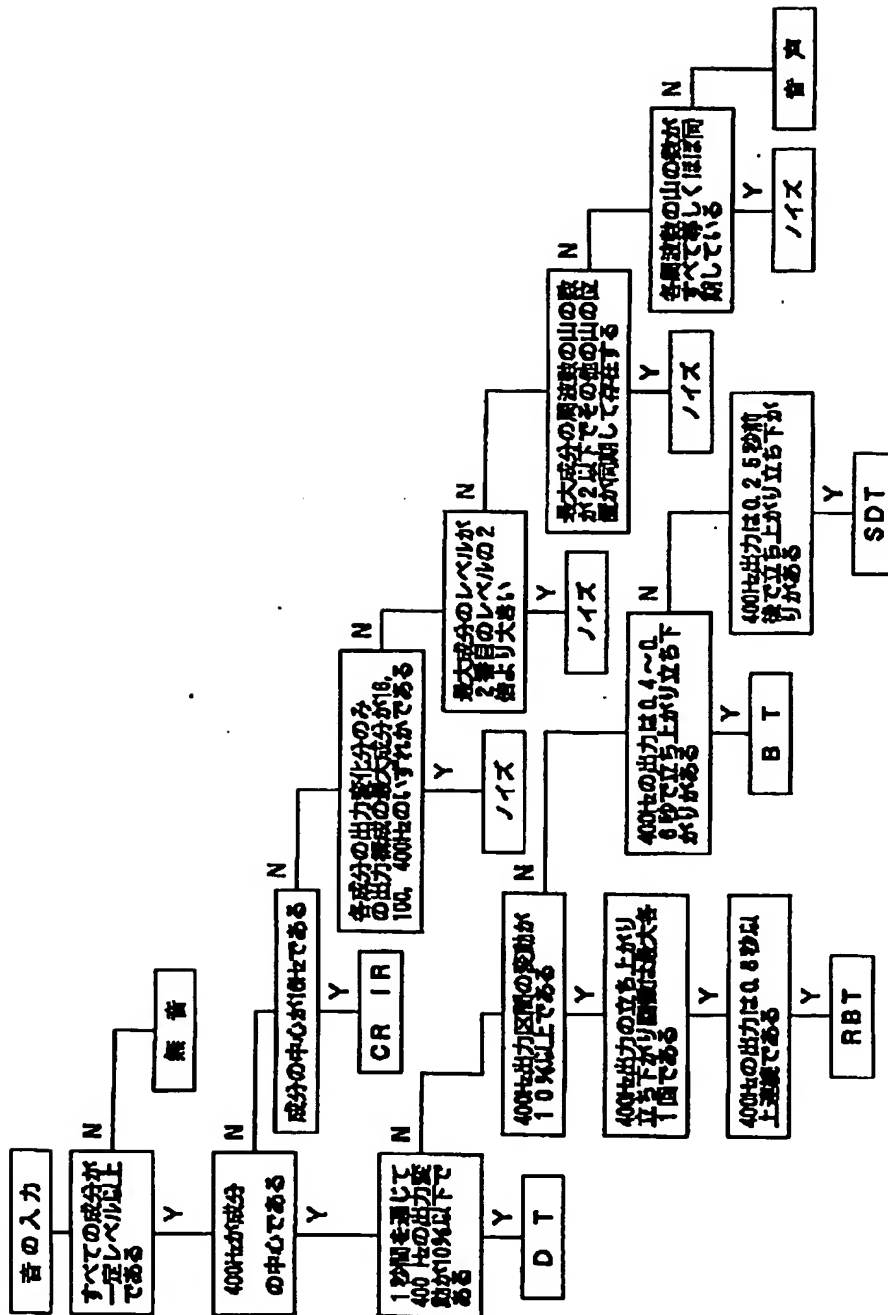 音の入力
すべての成分が
一定レベル以上
である
N
無音
Y
400Hzが成分
の中心である
N
成分の中心が16Hzである
N
各成分の出力変化分のみ
の出力構成の最大成分が16,
100, 400Hzのいずれかである
N
最大成分のレベルが
2番目のレベルの2
倍より大きい
N
最大成分の周波数の山の数
が2以下でその他の山の位
置が同期して存在する
N
各周波数の山の数が
すべて等しくほぼ同
期している
N
音声
Y
CR IR
Y
ノイズ
Y
ノイズ
Y
ノイズ
Y
ノイズ
Y
1秒間を通じて
400Hzの出力変
動が10%以下で
ある
N
Y
DT
400Hz出力区間の変動が
10%以上である
N
Y
400Hz出力の立ち上がり
立ち下がり回数は最大各
1回である
Y
400Hzの出力は0.8秒以
上連続である
Y
RBT
400Hzの出力は0.4〜0.
6秒で立ち上がり立ち下
がりがある
N
Y
BT
400Hz出力は0.25秒前
後で立ち上がり立ち下が
りがある
Y
SDT